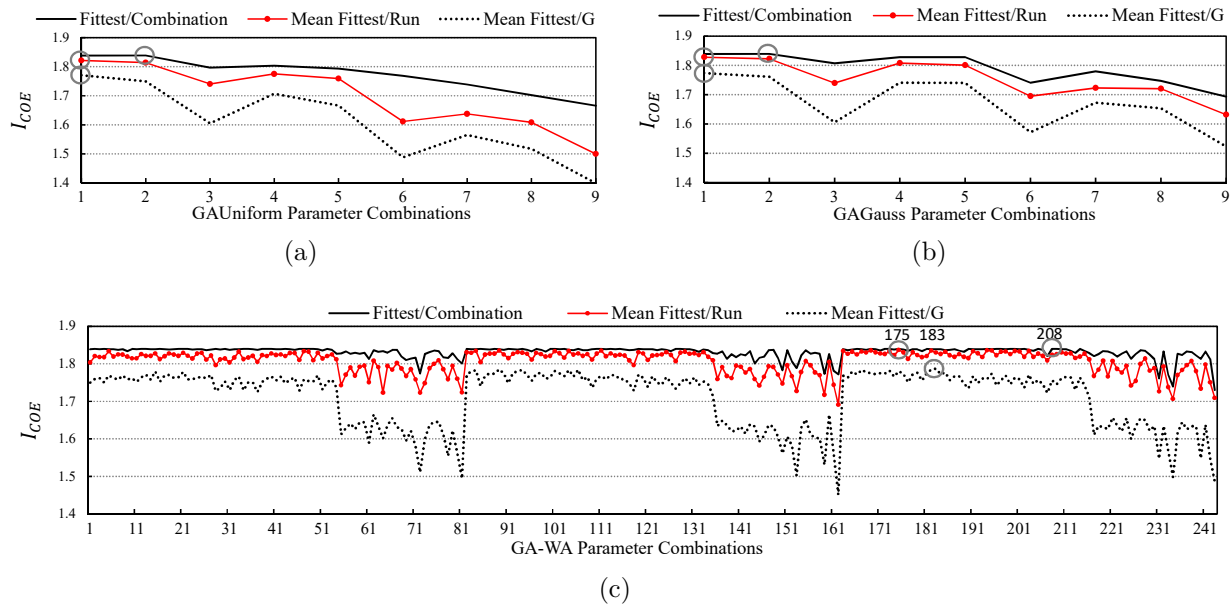 Fittest/Combination Mean Fittest/Run Mean Fittest/G
1.9
1.8
1.7
1.6
1.5
1.4
I_COE
1 2 3 4 5 6 7 8 9
GAUniform Parameter Combinations
(a)
Fittest/Combination Mean Fittest/Run Mean Fittest/G
1.9
1.8
1.7
1.6
1.5
1.4
I_COE
1 2 3 4 5 6 7 8 9
GAGauss Parameter Combinations
(b)
Fittest/Combination Mean Fittest/Run Mean Fittest/G
175 183 208
1.9
1.8
1.7
1.6
1.5
1.4
I_COE
1 11 21 31 41 51 61 71 81 91 101 111 121 131 141 151 161 171 181 191 201 211 221 231 241
GA-WA Parameter Combinations
(c)